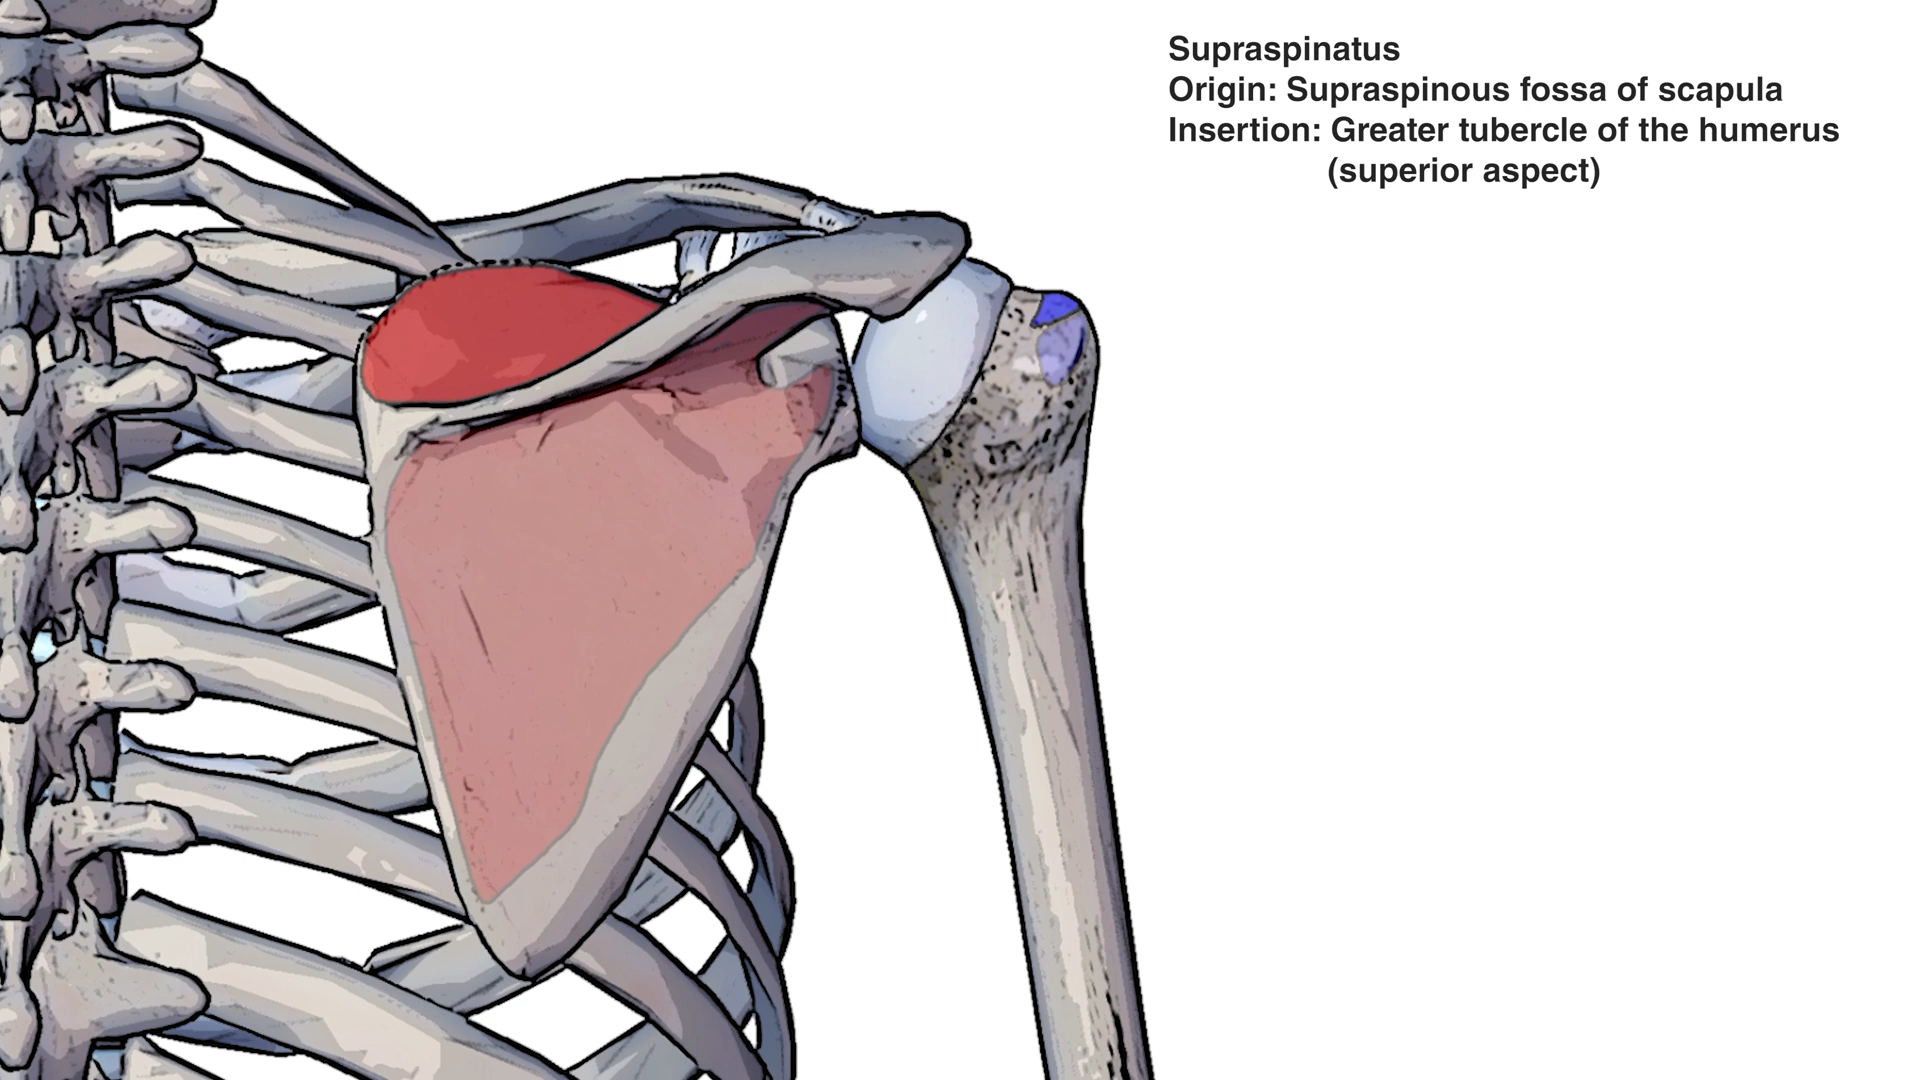 Supraspinatus
Origin: Supraspinous fossa of scapula
Insertion: Greater tubercle of the humerus
(superior aspect)